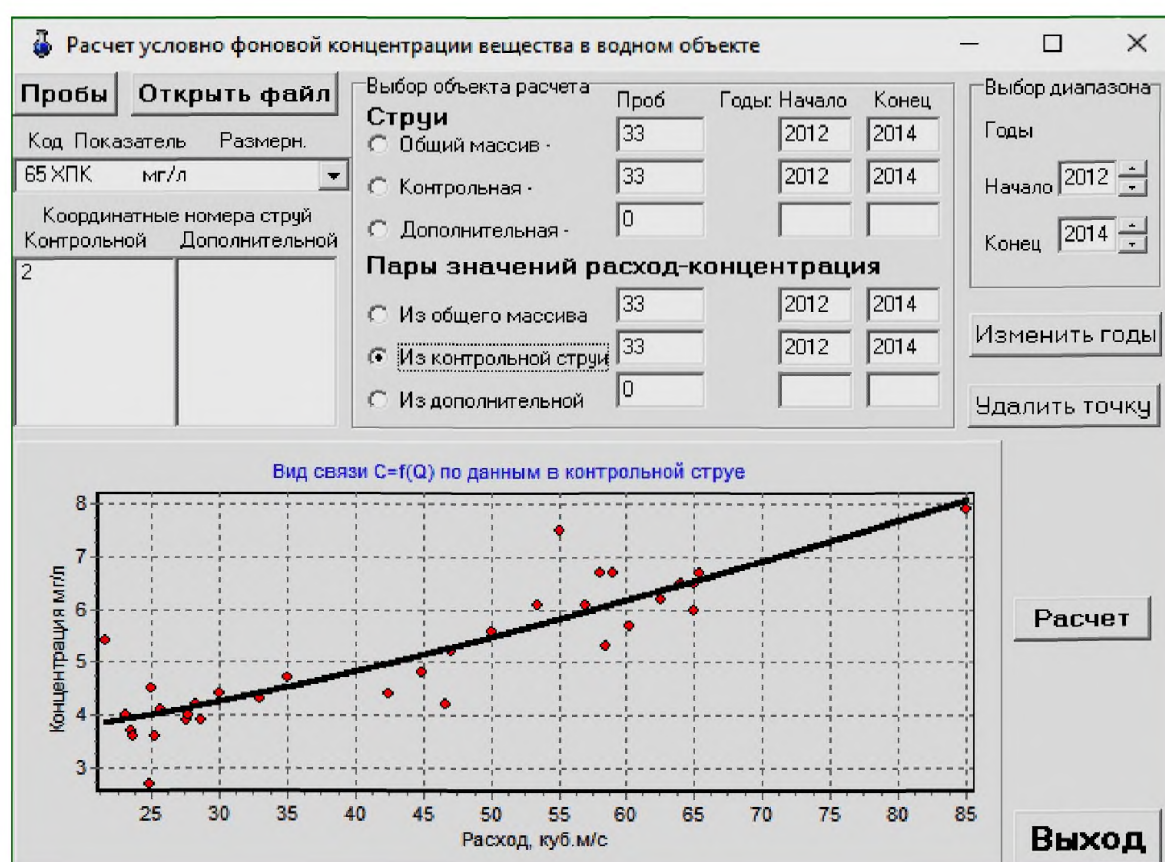 Расчет условно фоновой концентрации вещества в водном объекте
Пробы Открыть файл
Код Показатель Размерн.
65 ХПК мг/л
Координатные номера струй
Контрольной Дополнительной
2
Выбор объекта расчета
Проб Годы: Начало Конец
Струи
Общий массив - 33 2012 2014
Контрольная - 33 2012 2014
Дополнительная - 0
Пары значений расход-концентрация
Из общего массива 33 2012 2014
Из контрольной струи 33 2012 2014
Из дополнительной 0
Выбор диапазона
Годы
Начало 2012
Конец 2014
Изменить годы
Удалить точку
Вид связи C=f(Q) по данным в контрольной струе
Концентрация мг/л
8
7
6
5
4
3
25 30 35 40 45 50 55 60 65 70 75 80 85
Расход, куб.м/с
Расчет
Выход